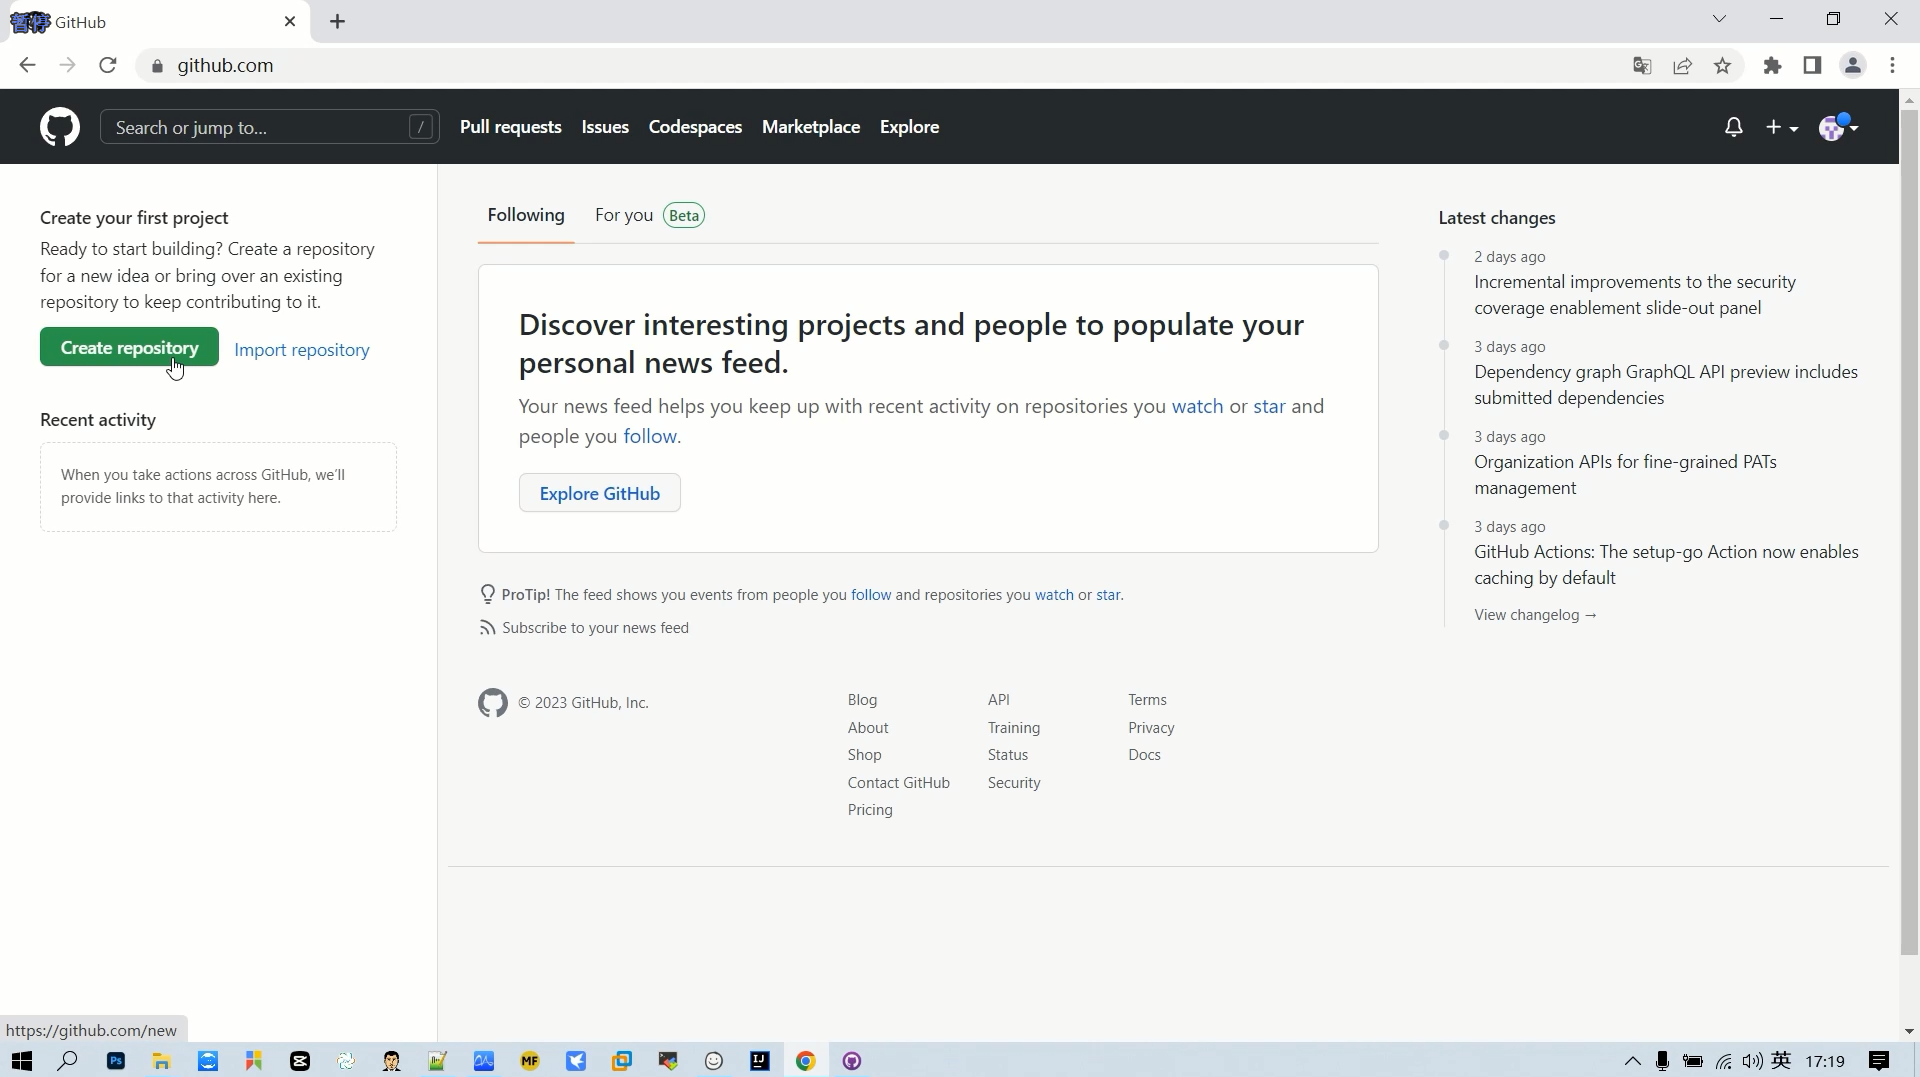 暂停 GitHub
github.com
Search or jump to... /
Pull requests Issues Codespaces Marketplace Explore
Create your first project
Ready to start building? Create a repository
for a new idea or bring over an existing
repository to keep contributing to it.
Create repository Import repository
Recent activity
When you take actions across GitHub, we'll
provide links to that activity here.
Following For you Beta
Discover interesting projects and people to populate your
personal news feed.
Your news feed helps you keep up with recent activity on repositories you watch or star and
people you follow.
Explore GitHub
ProTip! The feed shows you events from people you follow and repositories you watch or star.
Subscribe to your news feed
Latest changes
2 days ago
Incremental improvements to the security
coverage enablement slide-out panel
3 days ago
Dependency graph GraphQL API preview includes
submitted dependencies
3 days ago
Organization APIs for fine-grained PATs
management
3 days ago
GitHub Actions: The setup-go Action now enables
caching by default
View changelog →
© 2023 GitHub, Inc.
Blog
About
Shop
Contact GitHub
Pricing
API
Training
Status
Security
Terms
Privacy
Docs
https://github.com/new
Ps MF IJ 英 17:19